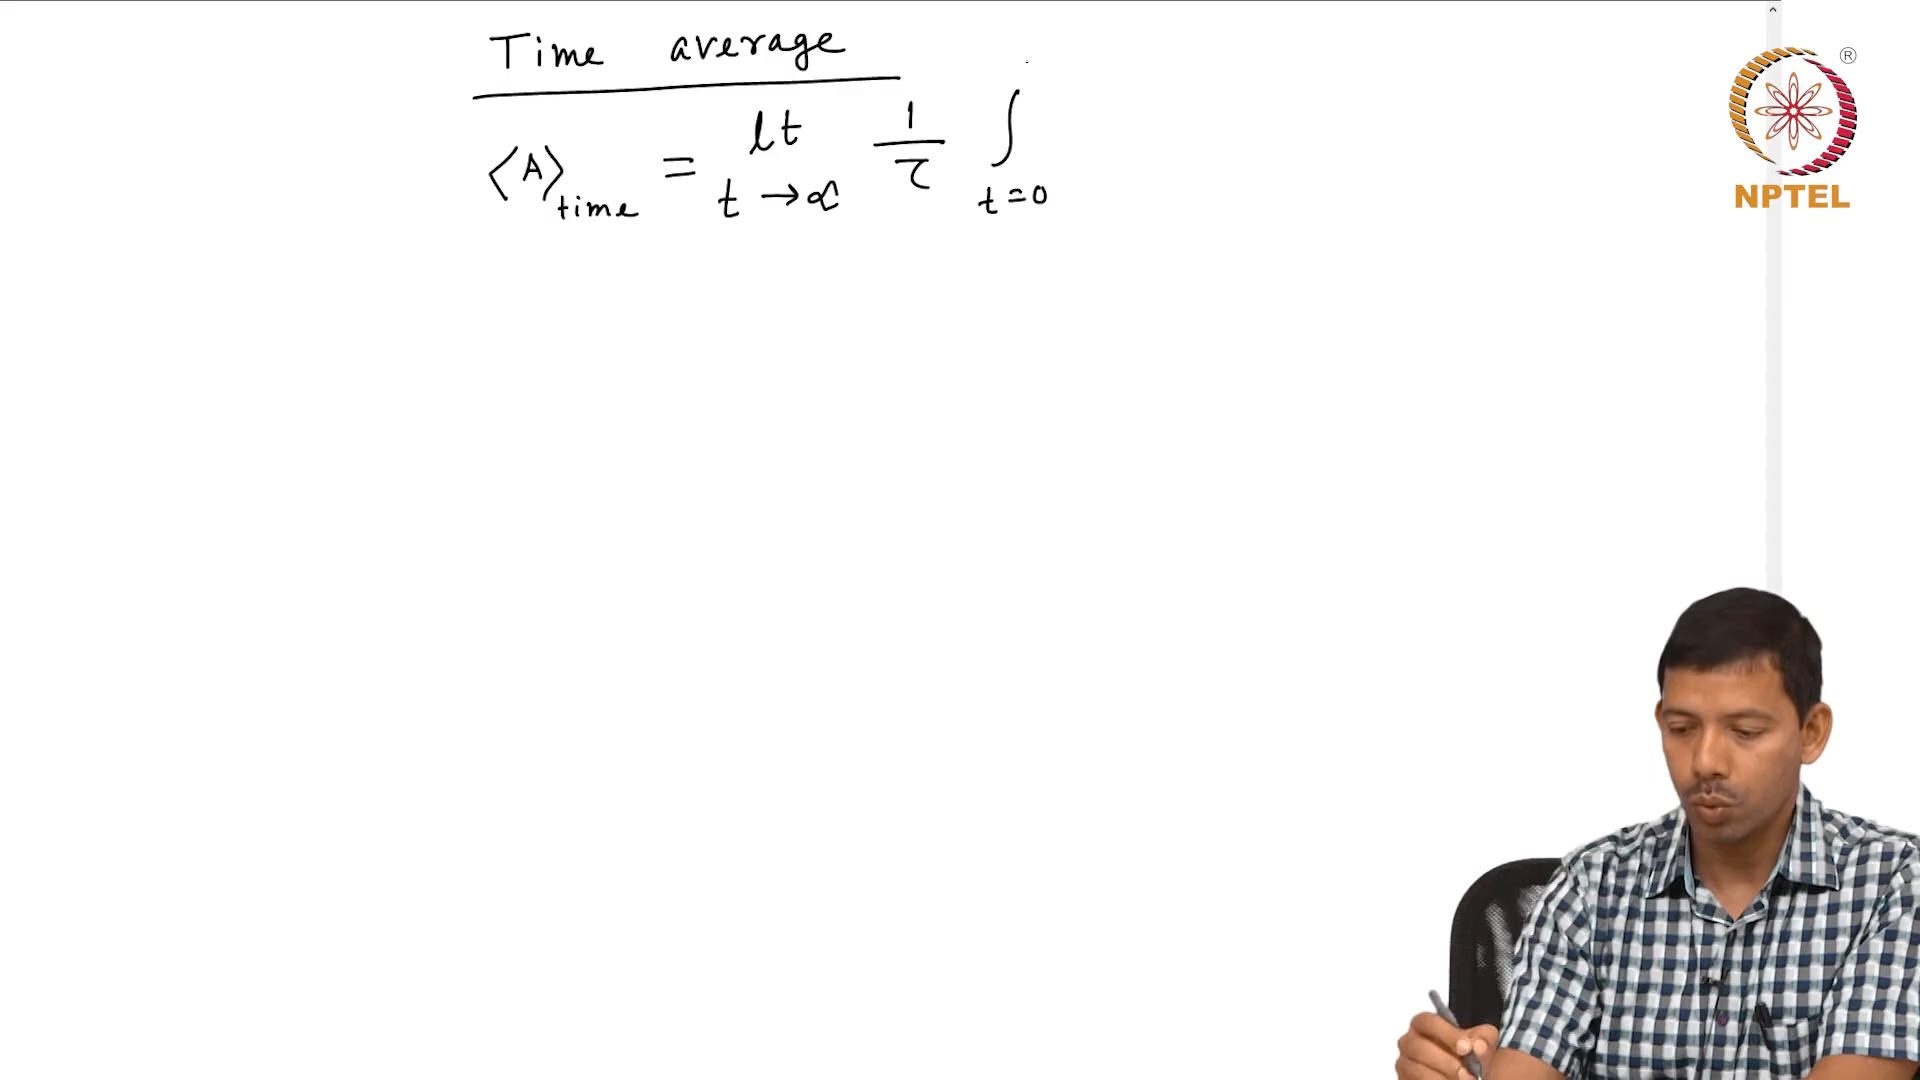 Time average
⟨A⟩time = lt t→∝ 1/τ ∫ t=0
®
NPTEL